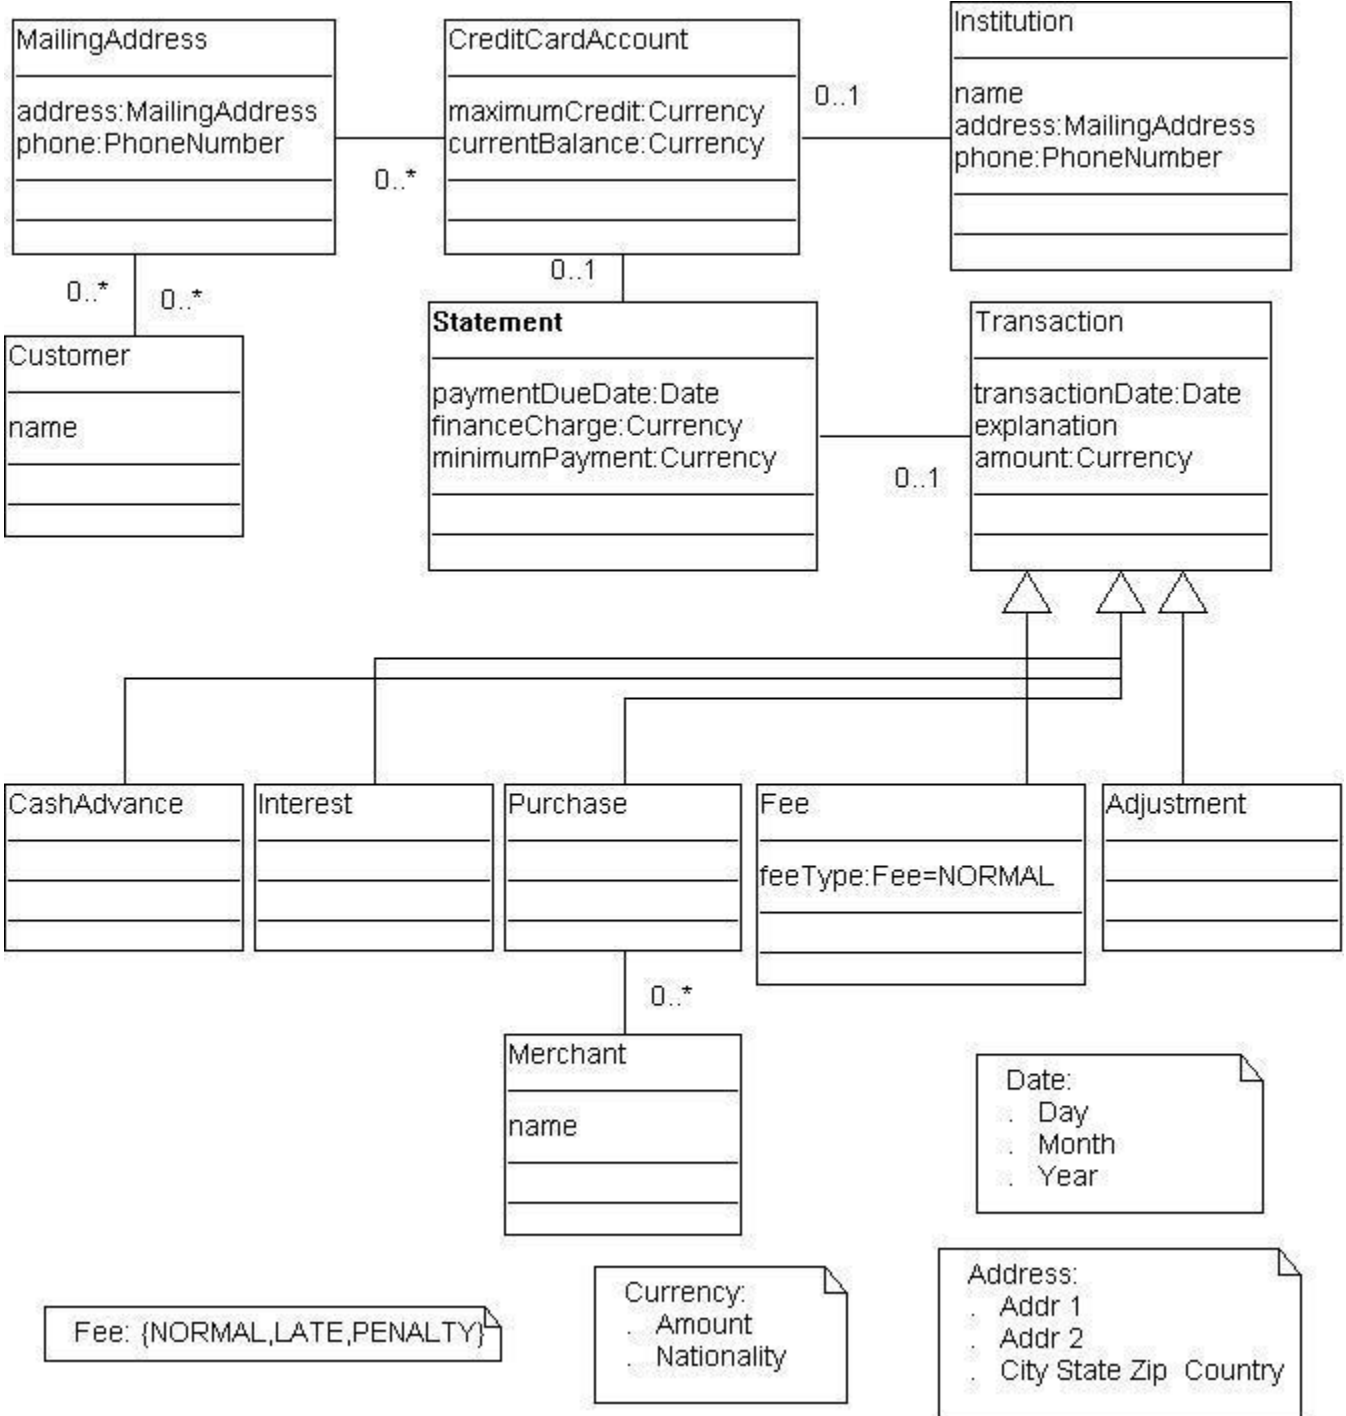 MailingAddress
address:MailingAddress
phone:PhoneNumber
CreditCardAccount
maximumCredit:Currency
currentBalance:Currency
0..1
Institution
name
address:MailingAddress
phone:PhoneNumber
0..*
0..*
0..*
0..1
Customer
name
Statement
paymentDueDate:Date
financeCharge:Currency
minimumPayment:Currency
0..1
Transaction
transactionDate:Date
explanation
amount:Currency
CashAdvance
Interest
Purchase
Fee
feeType:Fee=NORMAL
Adjustment
0..*
Merchant
name
Date:
. Day
. Month
. Year
Fee: {NORMAL,LATE,PENALTY}
Currency:
. Amount
. Nationality
Address:
. Addr 1
. Addr 2
. City State Zip Country